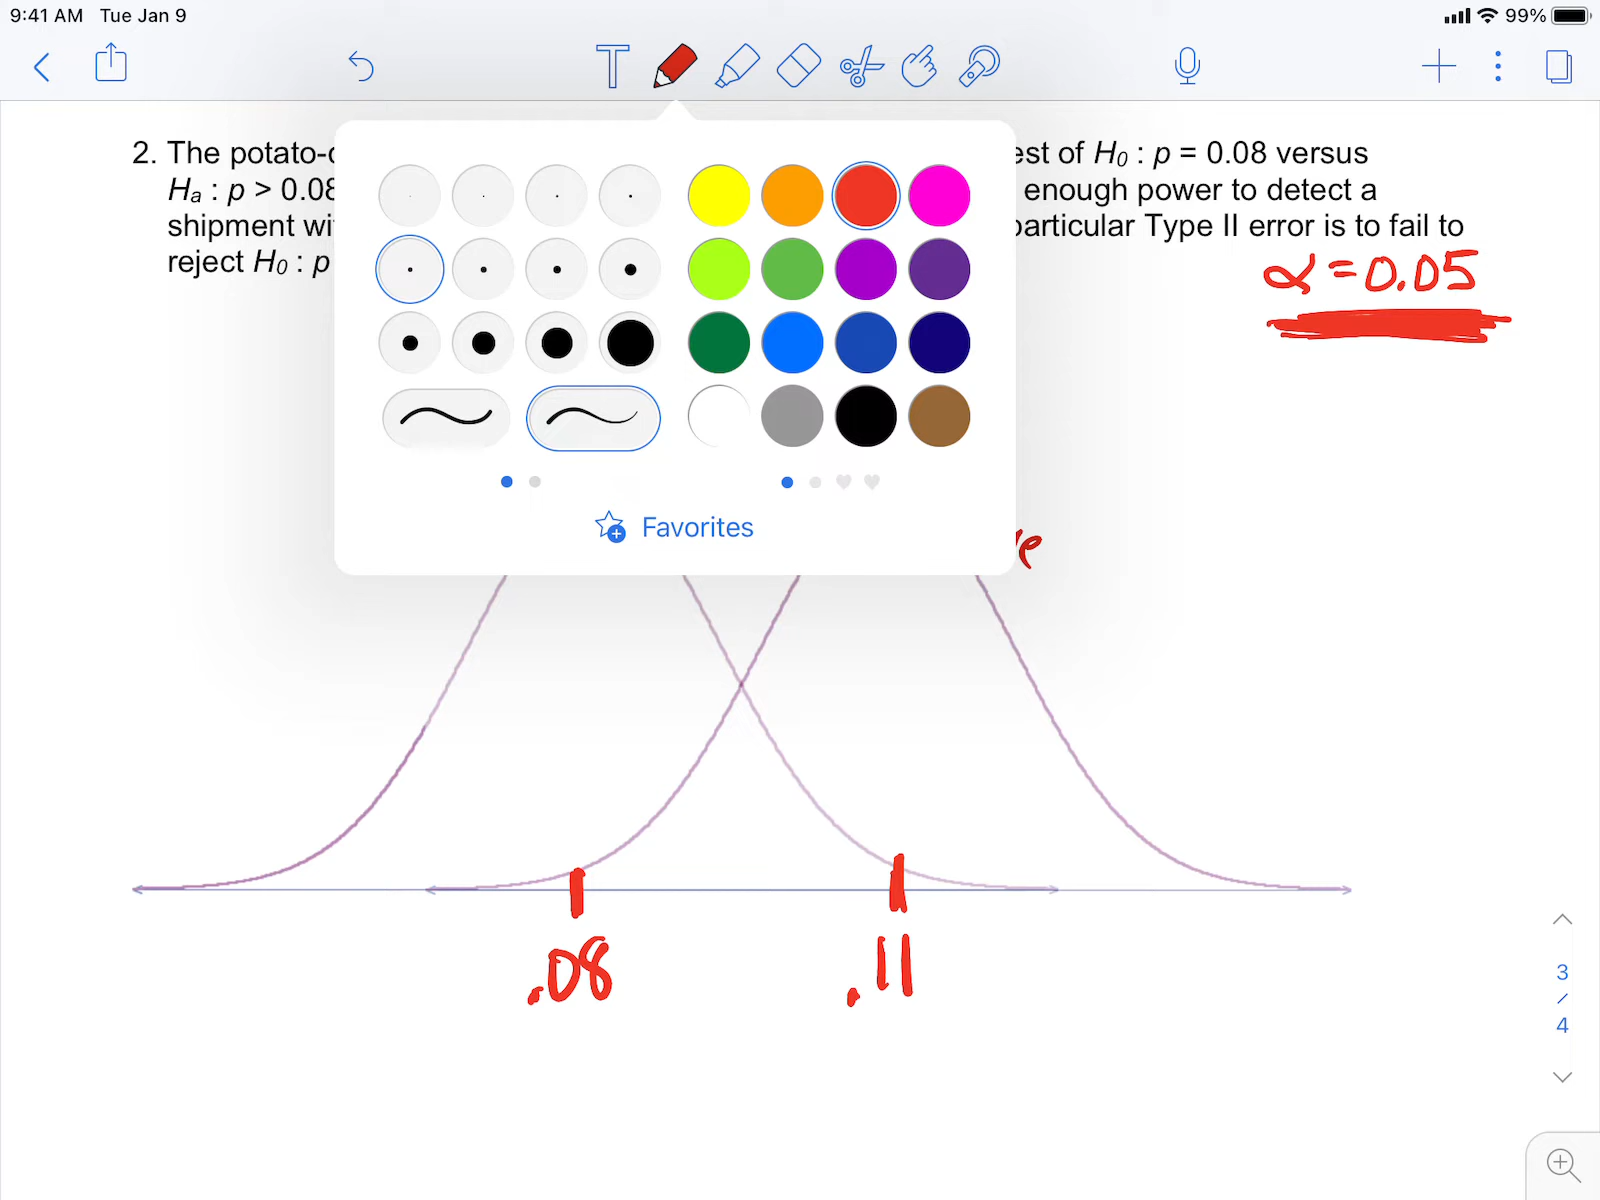 9:41 AM Tue Jan 9
99%
2. The potato- est of H₀ : p = 0.08 versus
Hₐ : p > 0.08 enough power to detect a
shipment particular Type II error is to fail to
reject H₀ : p
α=0.05
Favorites
.08
.11
3
/
4